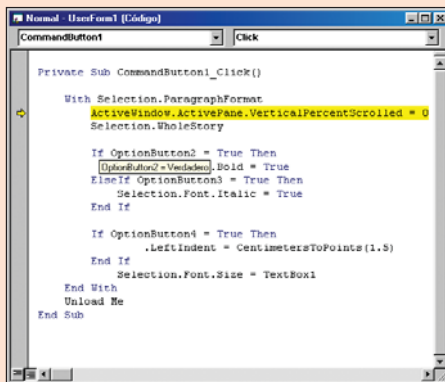 Normal - UserForm1 (Código)
CommandButton1 Click
Private Sub CommandButton1_Click()
With Selection.ParagraphFormat
ActiveWindow.ActivePane.VerticalPercentScrolled = 0
Selection.WholeStory
If OptionButton2 = True Then
OptionButton2 = Verdadero .Bold = True
ElseIf OptionButton3 = True Then
Selection.Font.Italic = True
End If
If OptionButton4 = True Then
.LeftIndent = CentimetersToPoints(1.5)
End If
Selection.Font.Size = TextBox1
End With
Unload Me
End Sub